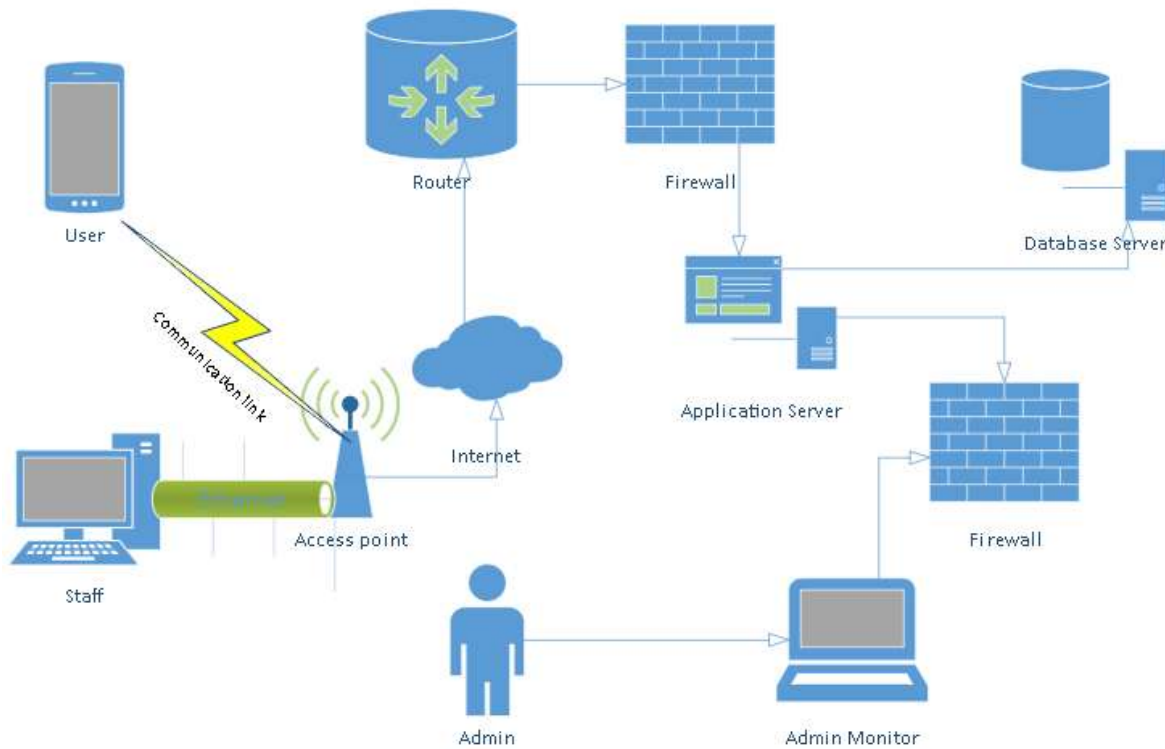 Router
Firewall
User
Database Server
Communication link
Application Server
Internet
Access point
Firewall
Staff
Admin
Admin Monitor